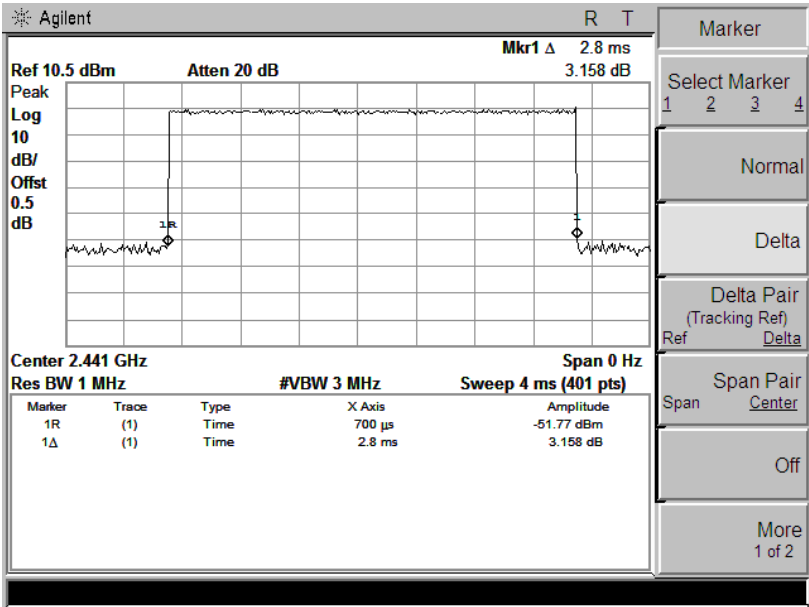 Agilent R T
Mkr1 Δ 2.8 ms
Ref 10.5 dBm Atten 20 dB 3.158 dB
Peak
Log
10
dB/
Offst
0.5
dB
1R
1
Center 2.441 GHz Span 0 Hz
Res BW 1 MHz #VBW 3 MHz Sweep 4 ms (401 pts)
Marker Trace Type X Axis Amplitude
1R (1) Time 700 µs -51.77 dBm
1Δ (1) Time 2.8 ms 3.158 dB
Marker
Select Marker
1 2 3 4
Normal
Delta
Delta Pair
(Tracking Ref)
Ref Delta
Span Pair
Span Center
Off
More
1 of 2